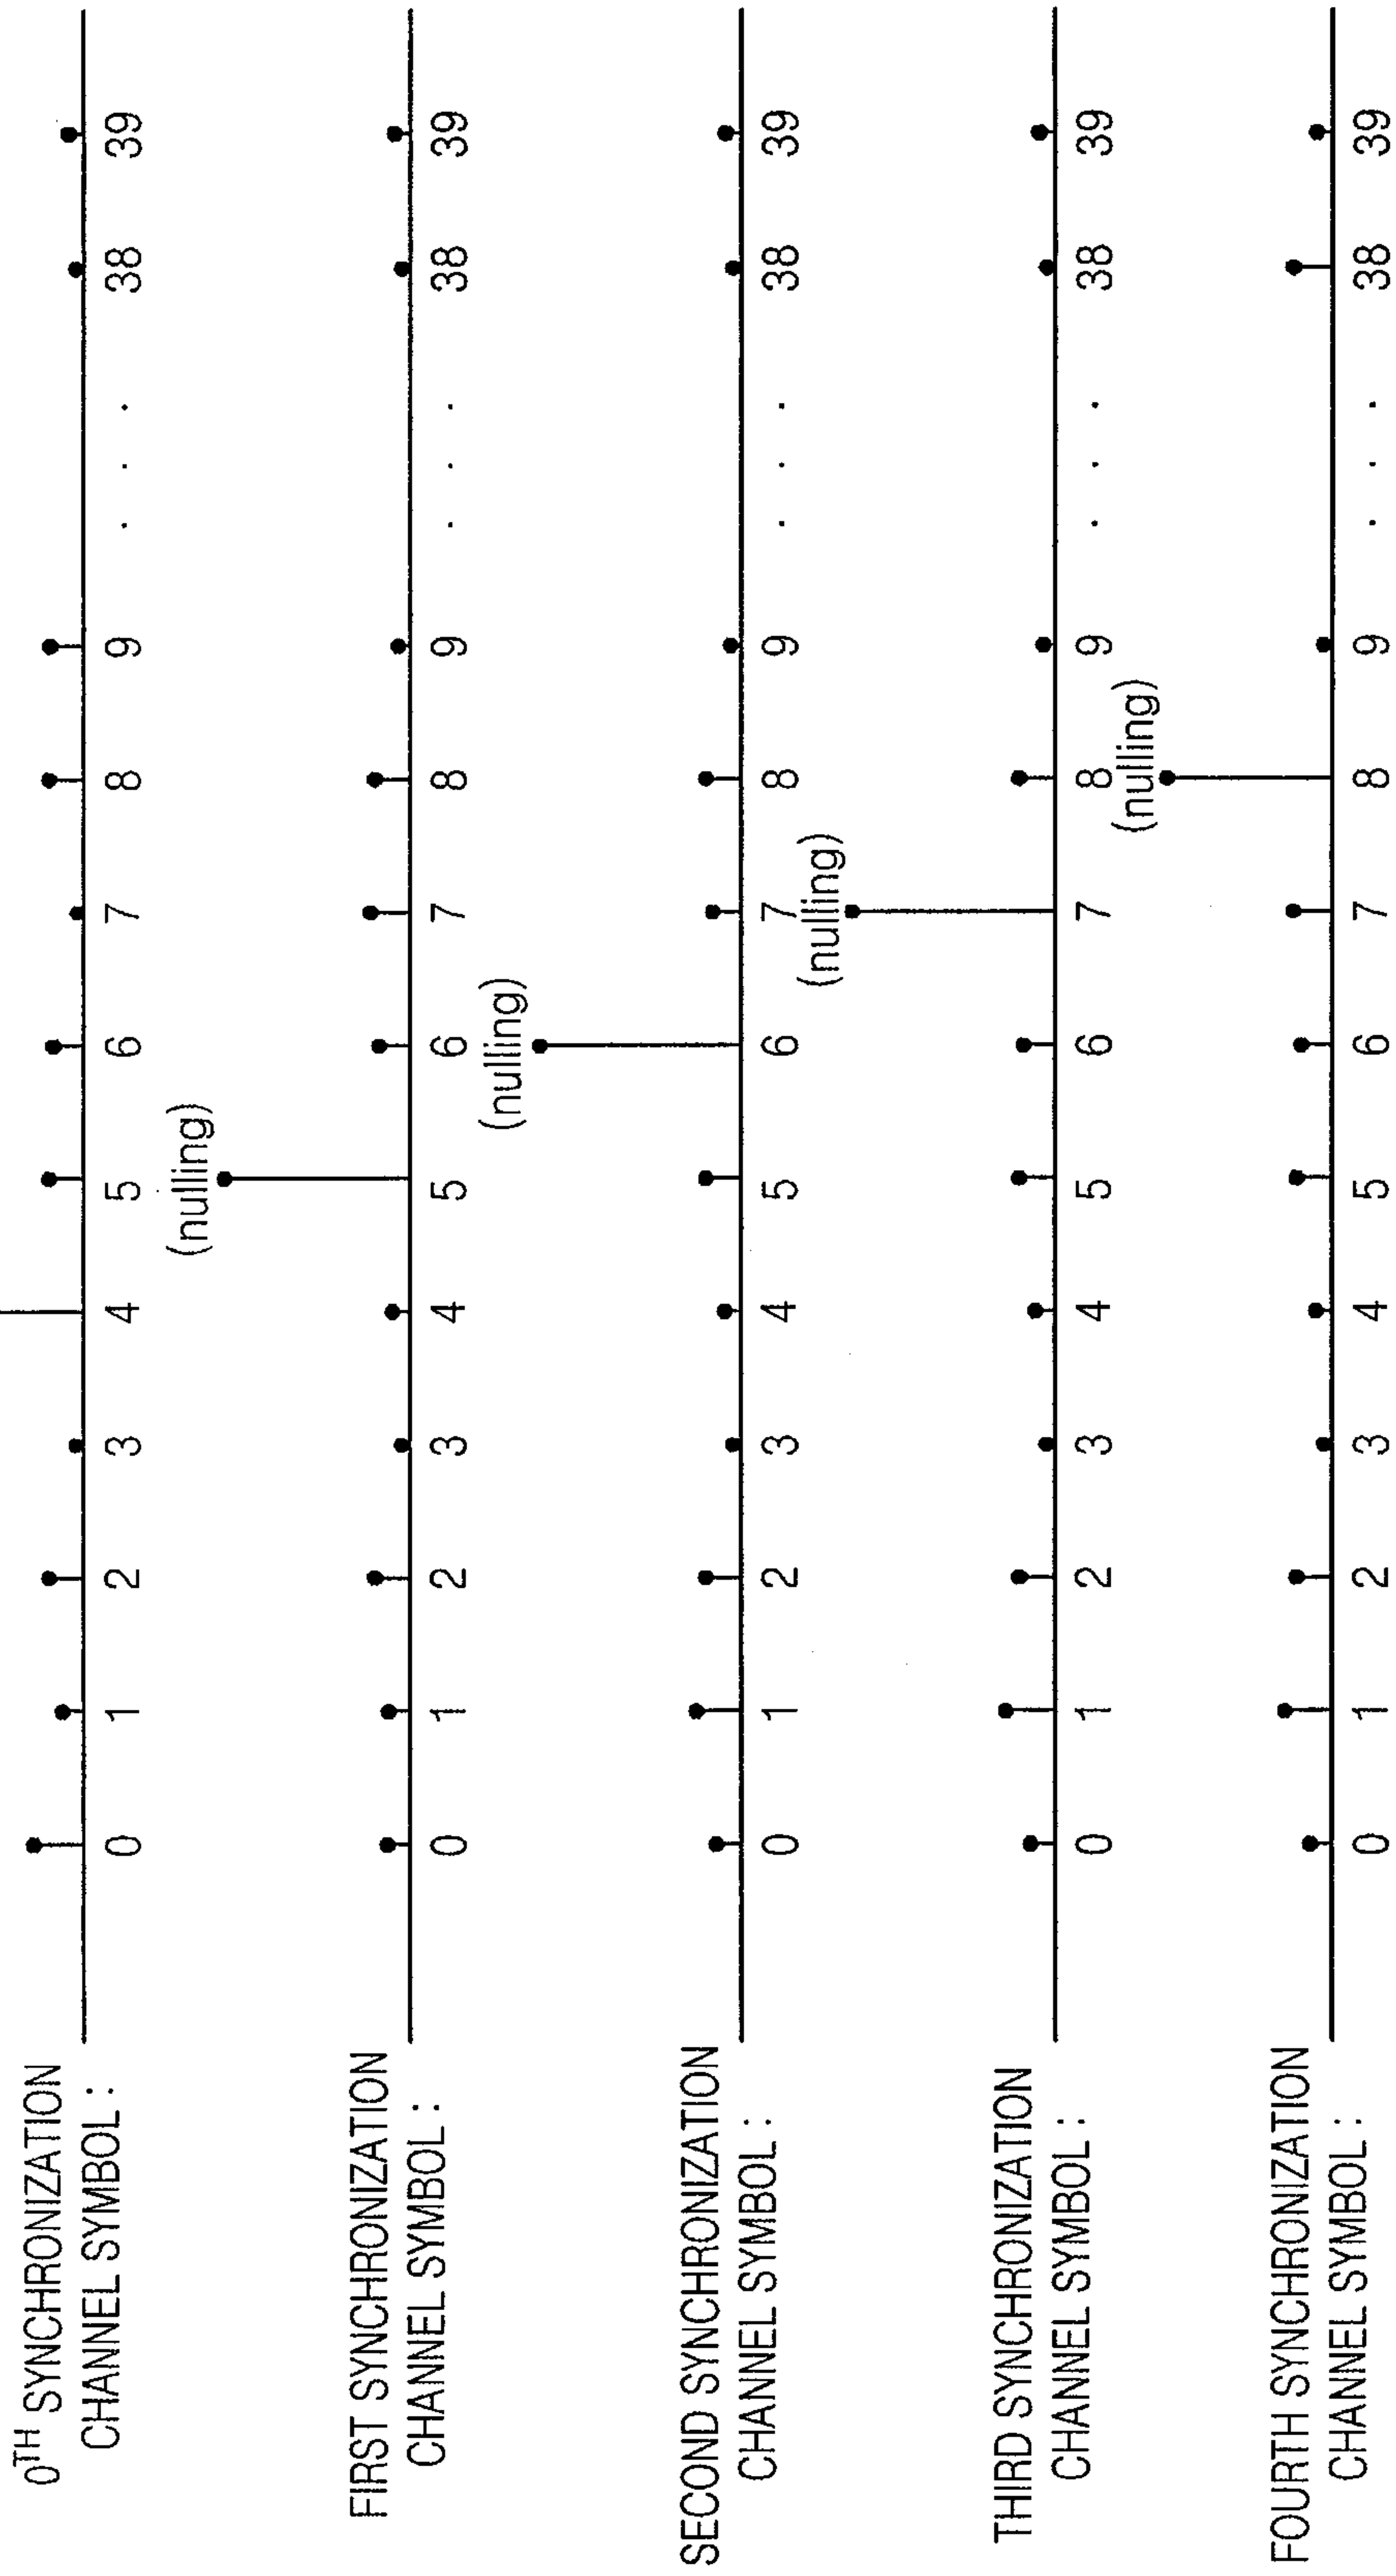 0TH SYNCHRONIZATION
CHANNEL SYMBOL :
0 1 2 3 4 5 6 7 8 9 . . . 38 39
(nulling)
FIRST SYNCHRONIZATION
CHANNEL SYMBOL :
0 1 2 3 4 5 6 7 8 9 . . . 38 39
(nulling)
SECOND SYNCHRONIZATION
CHANNEL SYMBOL :
0 1 2 3 4 5 6 7 8 9 . . . 38 39
(nulling)
THIRD SYNCHRONIZATION
CHANNEL SYMBOL :
0 1 2 3 4 5 6 7 8 9 . . . 38 39
(nulling)
FOURTH SYNCHRONIZATION
CHANNEL SYMBOL :
0 1 2 3 4 5 6 7 8 9 . . . 38 39